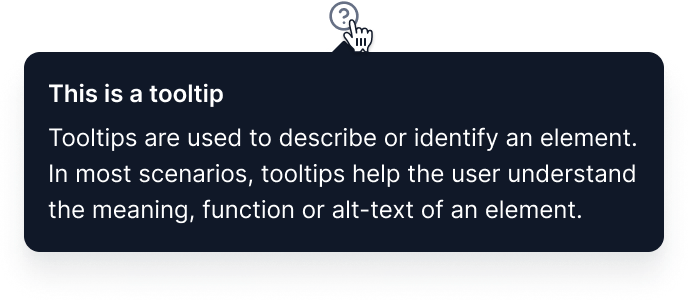 ?
This is a tooltip
Tooltips are used to describe or identify an element.
In most scenarios, tooltips help the user understand
the meaning, function or alt-text of an element.